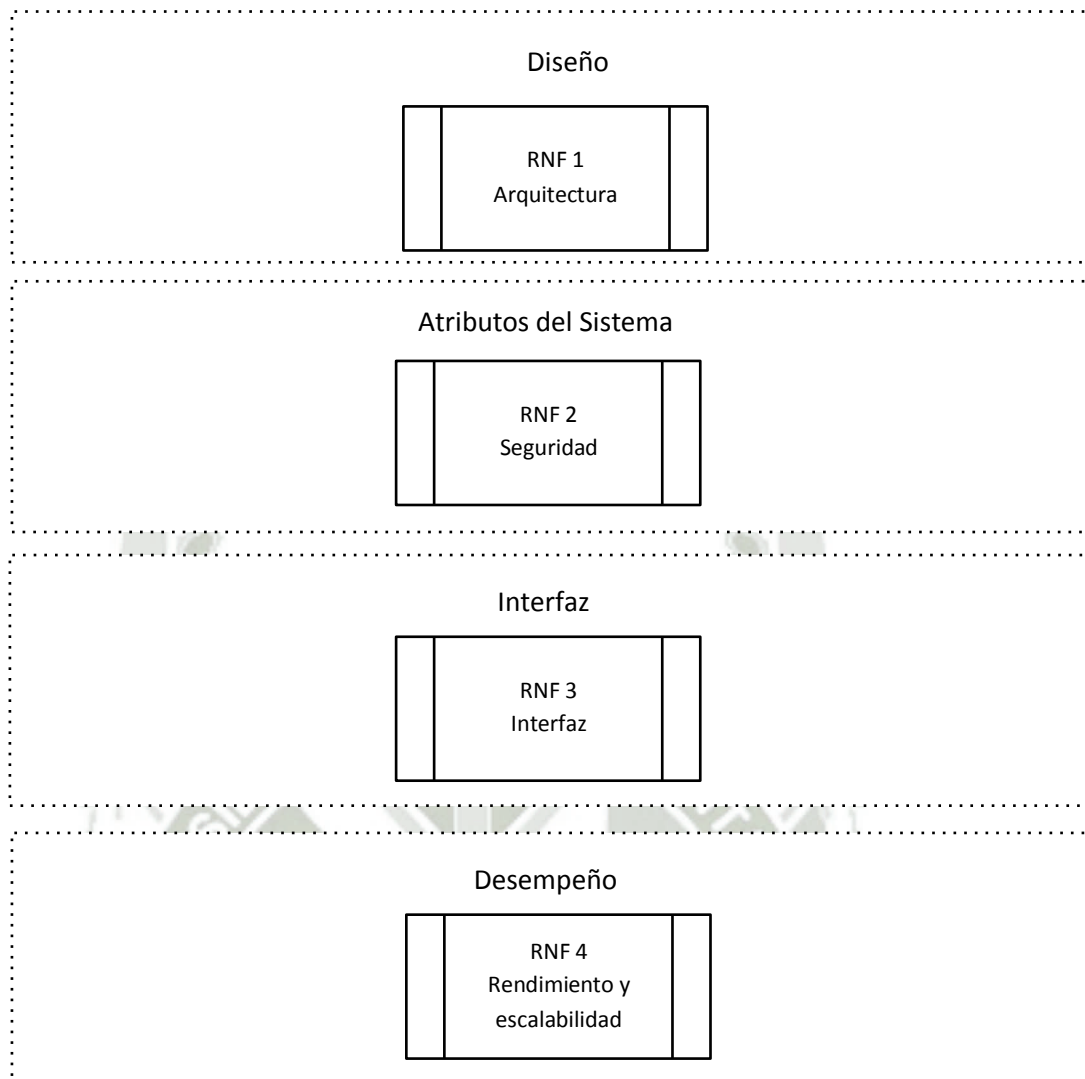 Diseño
RNF 1
Arquitectura
Atributos del Sistema
RNF 2
Seguridad
Interfaz
RNF 3
Interfaz
Desempeño
RNF 4
Rendimiento y
escalabilidad